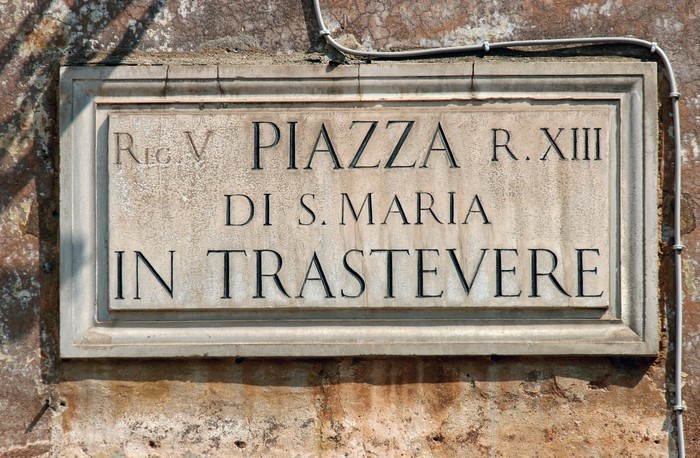 RIG V PIAZZA R. XIII
DI S. MARIA
IN TRASTEVERE